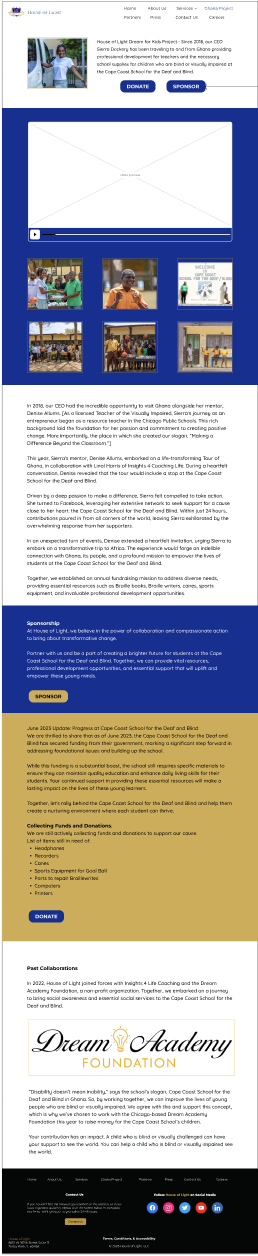 House of Light
Home About Us Services Ghana Project
Partners Press Contact Us Careers
House of Light Dream for Kids Project - Since 2018, our CEO
Sierra Dockery has been traveling to and from Ghana providing
professional development for teachers and the necessary
school supplies for children who are blind or visually impaired at
the Cape Coast School for the Deaf and Blind.
DONATE SPONSOR
WELCOME
TO
CAPE COAST
SCHOOL FOR THE DEAF / BLIND
In 2018, our CEO had the incredible opportunity to visit Ghana alongside her mentor,
Denise Allums. [As a licensed Teacher of the Visually Impaired, Sierra's journey as an
entrepreneur began as a resource teacher in the Chicago Public Schools. This rich
background laid the foundation for her passion and commitment to creating positive
change. More importantly, the place in which she created our slogan, "Making a
Difference Beyond the Classroom."]
This year, Sierra's mentor, Denise Allums, embarked on a life-transforming Tour of
Ghana, in collaboration with Linal Harris of Insights 4 Coaching Life. During a heartfelt
conversation, Denise revealed that the tour would include a stop at the Cape Coast
School for the Deaf and Blind.
Driven by a deep passion to make a difference, Sierra felt compelled to take action.
She turned to Facebook, leveraging her extensive network to seek support for a cause
close to her heart: the Cape Coast School for the Deaf and Blind. Within just 24 hours,
contributions poured in from all corners of the world, leaving Sierra exhilarated by the
overwhelming response from her supporters.
In an unexpected turn of events, Denise extended a heartfelt invitation, urging Sierra to
embark on a transformative trip to Africa. The experience would forge an indelible
connection with Ghana, its people, and a profound mission to empower the lives of
students at the Cape Coast School for the Deaf and Blind.
Together, we established an annual fundraising mission to address diverse needs,
providing essential resources such as Braille books, Braille writers, canes, sports
equipment, and invaluable professional development opportunities.
Sponsorship
At House of Light, we believe in the power of collaboration and compassionate action
to bring about transformative change.
Partner with us and be a part of creating a brighter future for students at the Cape
Coast School for the Deaf and Blind. Together, we can provide vital resources,
professional development opportunities, and essential support that will uplift and
empower these young minds.
SPONSOR
June 2023 Update: Progress at Cape Coast School for the Deaf and Blind
We are thrilled to share that as of June 2023, the Cape Coast School for the Deaf and
Blind has secured funding from their government, marking a significant step forward in
addressing foundational issues and building up the school.
While this funding is a substantial boost, the school still requires specific materials to
ensure they can maintain quality education and enhance daily living skills for their
students. Your continued support in providing these essential resources will make a
lasting impact on the lives of these young learners.
Together, let's rally behind the Cape Coast School for the Deaf and Blind and help them
create a nurturing environment where each student can thrive.
Collecting Funds and Donations
We are still actively collecting funds and donations to support our cause.
List of items still in need of:
• Headphones
• Recorders
• Canes
• Sports Equipment for Goal Ball
• Parts to repair Braillewriters
• Computers
• Printers
DONATE
Past Collaborations
In 2022, House of Light joined forces with Insights 4 Life Coaching and the Dream
Academy Foundation, a non-profit organization. Together, we embarked on a journey
to bring social awareness and essential social services to the Cape Coast School for the
Deaf and Blind.
Dream Academy
FOUNDATION
"Disability doesn't mean inability," says the school's slogan, Cape Coast School for the
Deaf and Blind in Ghana. So, by working together, we can improve the lives of young
people who are blind or visually impaired. We agree with this and support this concept,
which is why we've chosen to work with the Chicago-based Dream Academy
Foundation this year to raise money for the Cape Coast School's children.
Your contribution has an impact. A child who is blind or visually challenged can have
your support to see the world. You can help a child who is blind or visually impaired see
the world.
Home About Us Services Ghana Project Partners Press Contact Us Careers
Contact Us
Follow House of Light on Social Media
House of Light
Terms, Conditions, & Accessibility